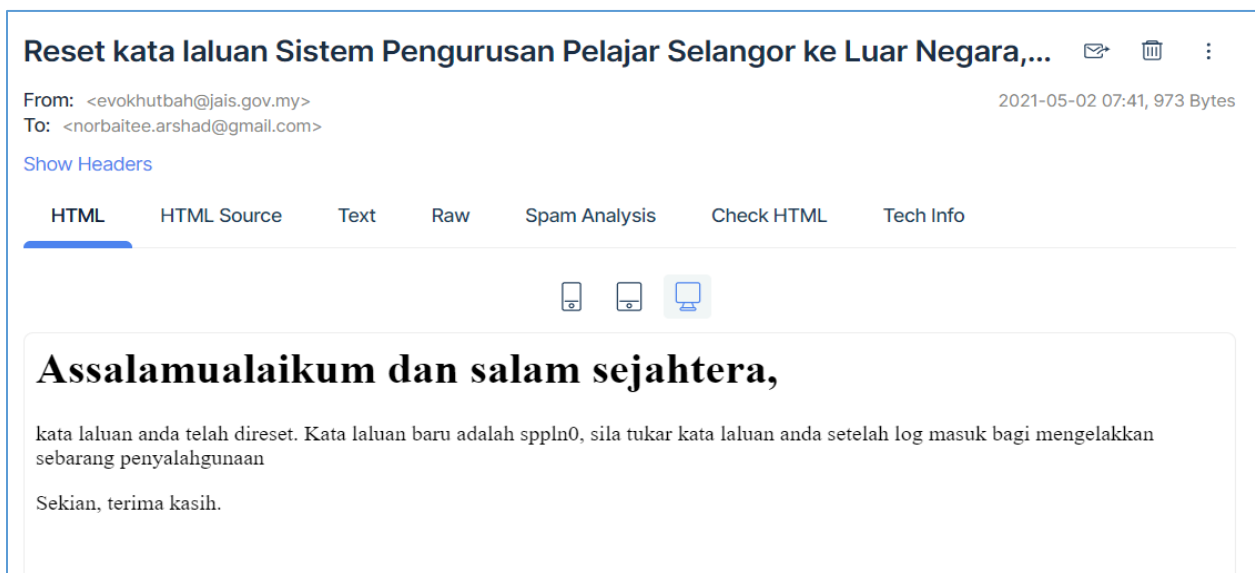 Reset kata laluan Sistem Pengurusan Pelajar Selangor ke Luar Negara,...
From: <evokhutbah@jais.gov.my>
2021-05-02 07:41, 973 Bytes
To: <norbaitee.arshad@gmail.com>
Show Headers
HTML HTML Source Text Raw Spam Analysis Check HTML Tech Info
Assalamualaikum dan salam sejahtera,
kata laluan anda telah direset. Kata laluan baru adalah sppln0, sila tukar kata laluan anda setelah log masuk bagi mengelakkan
sebarang penyalahgunaan
Sekian, terima kasih.